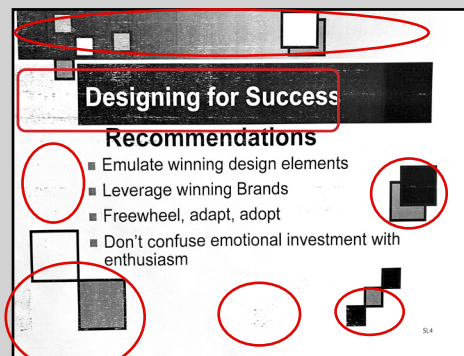 Designing for Success
Recommendations
Emulate winning design elements
Leverage winning Brands
Freewheel, adapt, adopt
Don't confuse emotional investment with
enthusiasm
SL4